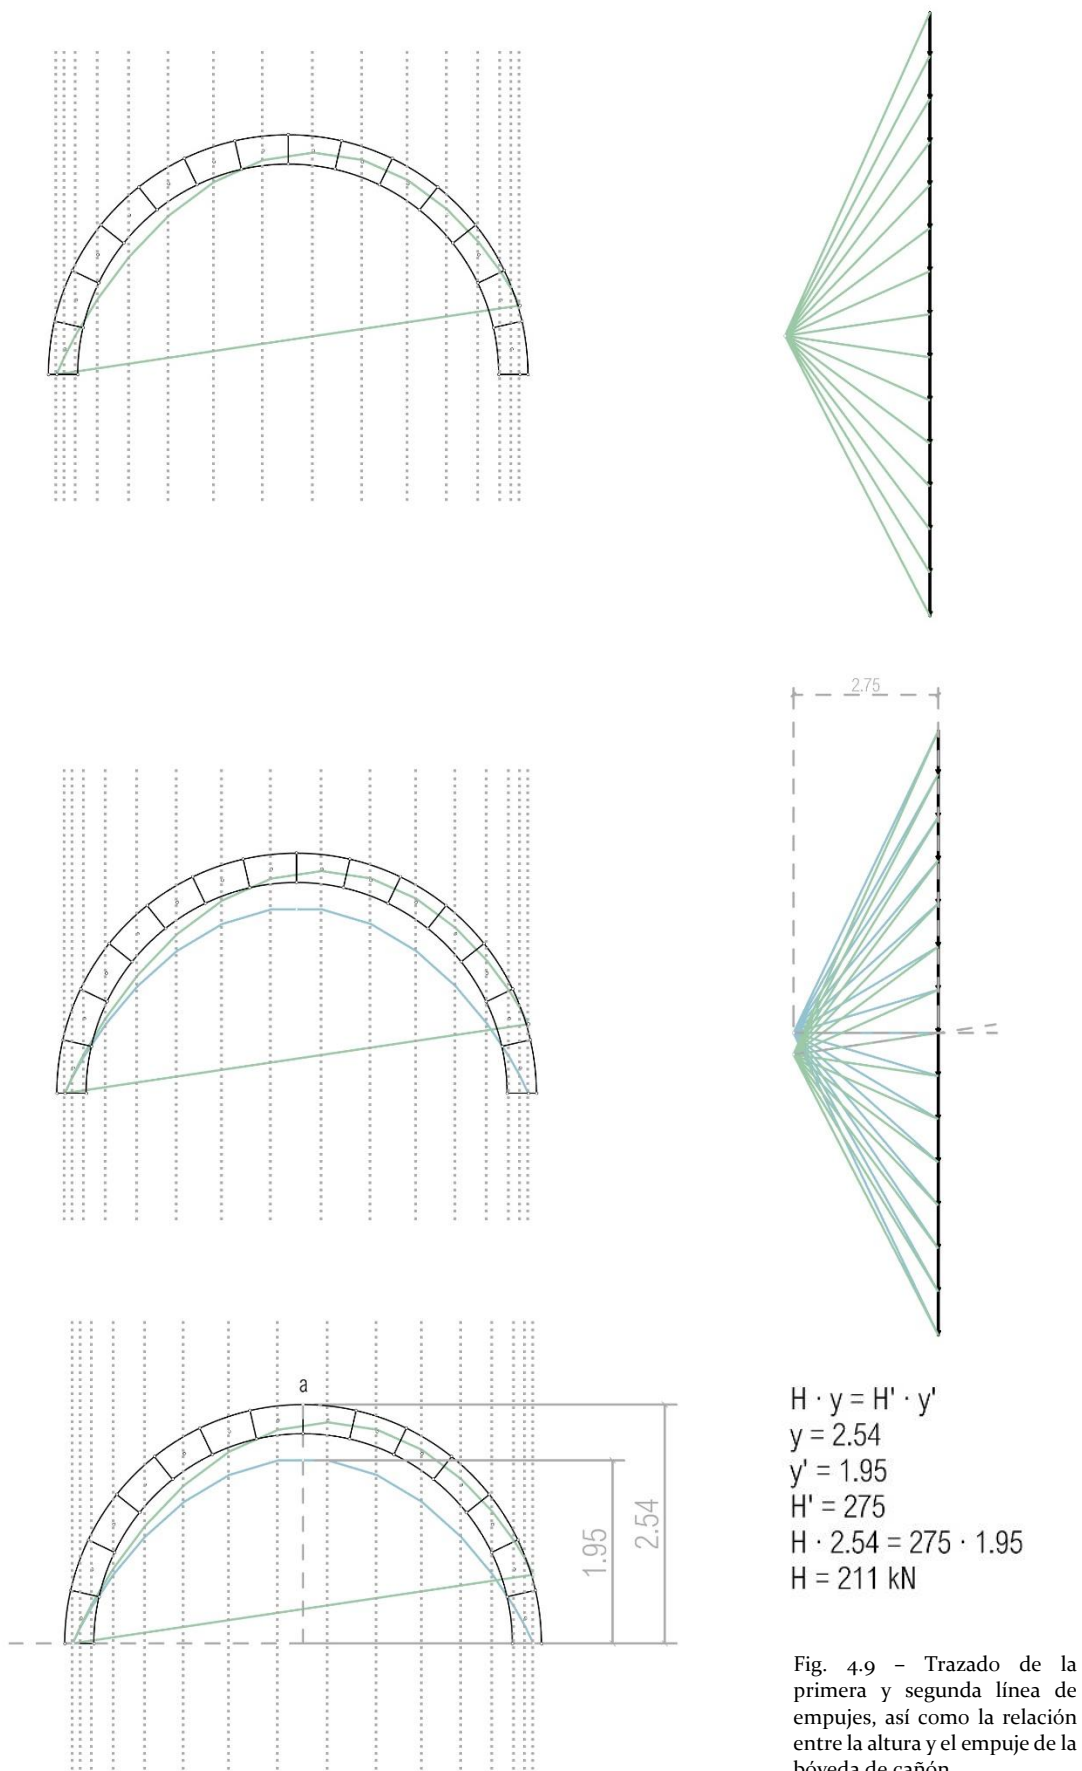 2.75
a
1.95
2.54
H · y = H' · y'
y = 2.54
y' = 1.95
H' = 275
H · 2.54 = 275 · 1.95
H = 211 kN
Fig. 4.9 – Trazado de la
primera y segunda línea de
empujes, así como la relación
entre la altura y el empuje de la
bóveda de cañón